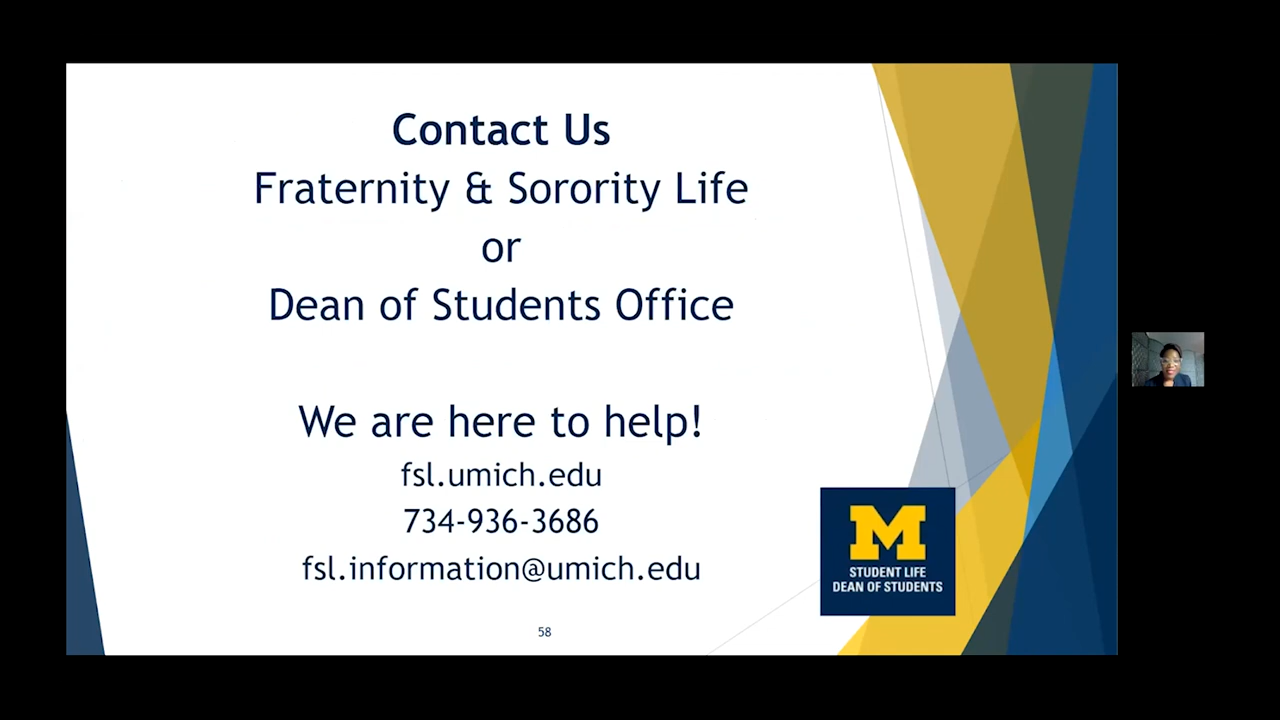 Contact Us
Fraternity & Sorority Life
or
Dean of Students Office
We are here to help!
fsl.umich.edu
734-936-3686
fsl.information@umich.edu
M
STUDENT LIFE
DEAN OF STUDENTS
58